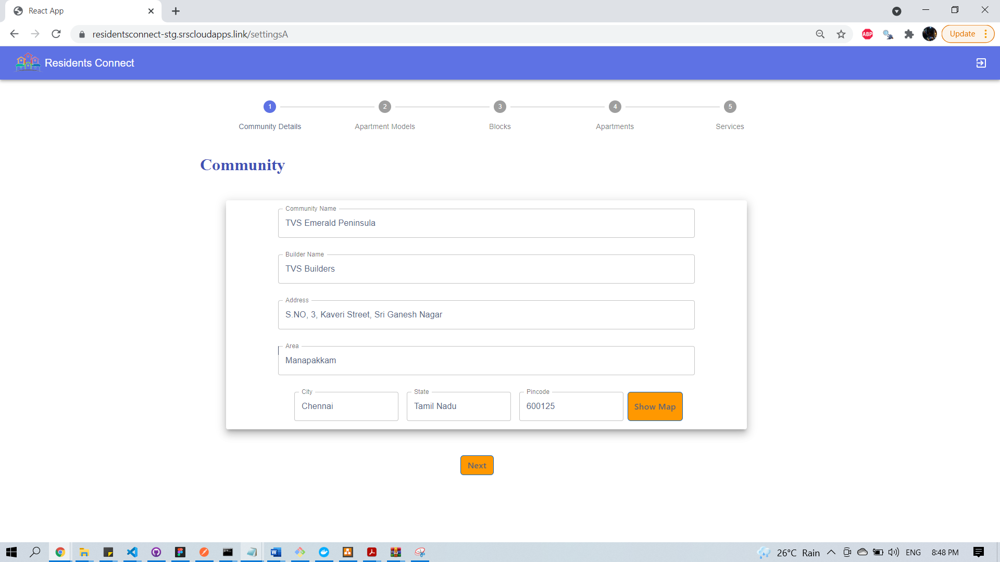 React App
residentsconnect-stg.srscloudapps.link/settingsA
ABP
Update
Residents Connect
1 2 3 4 5
Community Details Apartment Models Blocks Apartments Services
Community
Community Name
TVS Emerald Peninsula
Builder Name
TVS Builders
Address
S.NO, 3, Kaveri Street, Sri Ganesh Nagar
Area
Manapakkam
City State Pincode
Chennai Tamil Nadu 600125 Show Map
Next
26°C Rain ENG 8:48 PM